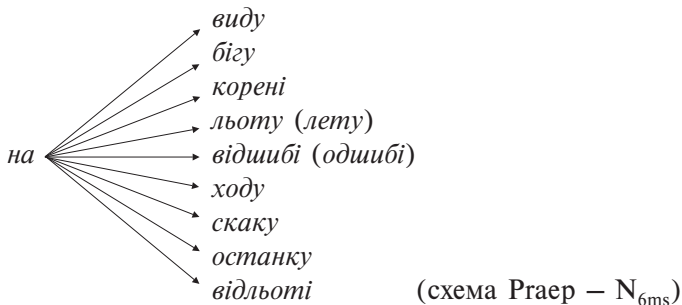 виду
бігу
корені
льоту (лету)
на відшибі (одшибі)
ходу
скаку
останку
відльоті (схема Praep – N6ms)